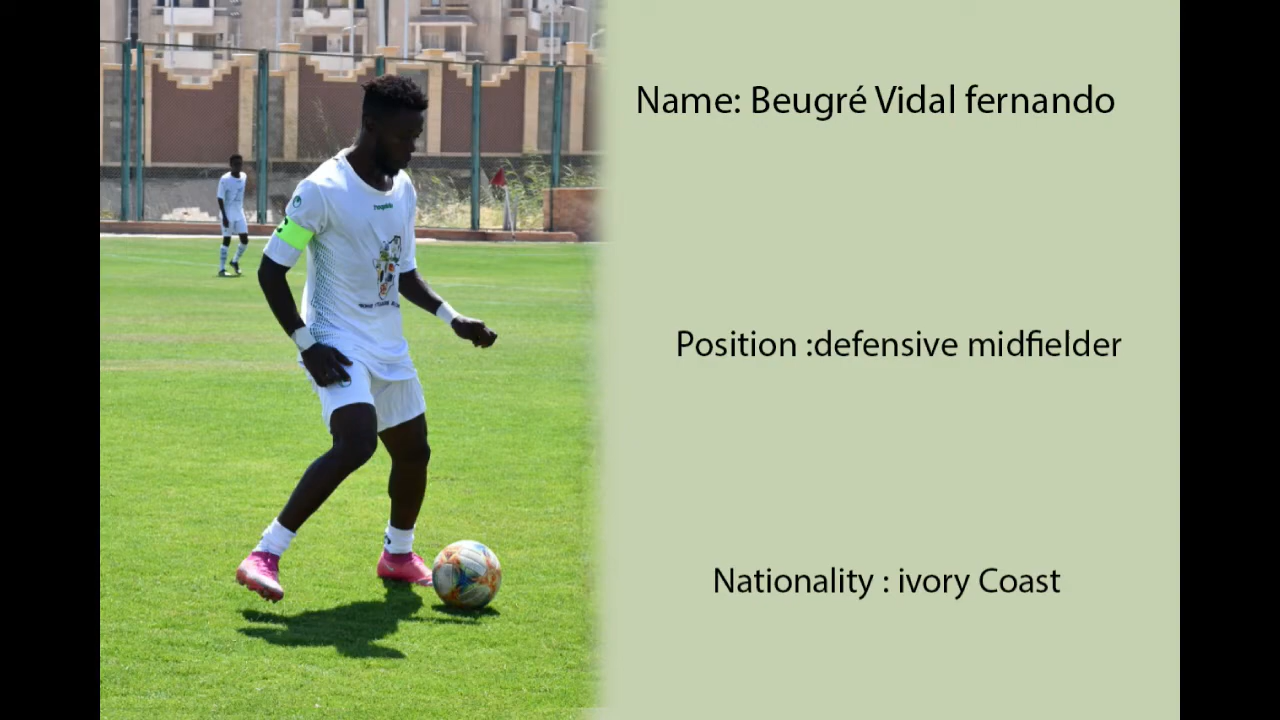 Name: Beugré Vidal fernando
Position :defensive midfielder
Nationality : ivory Coast